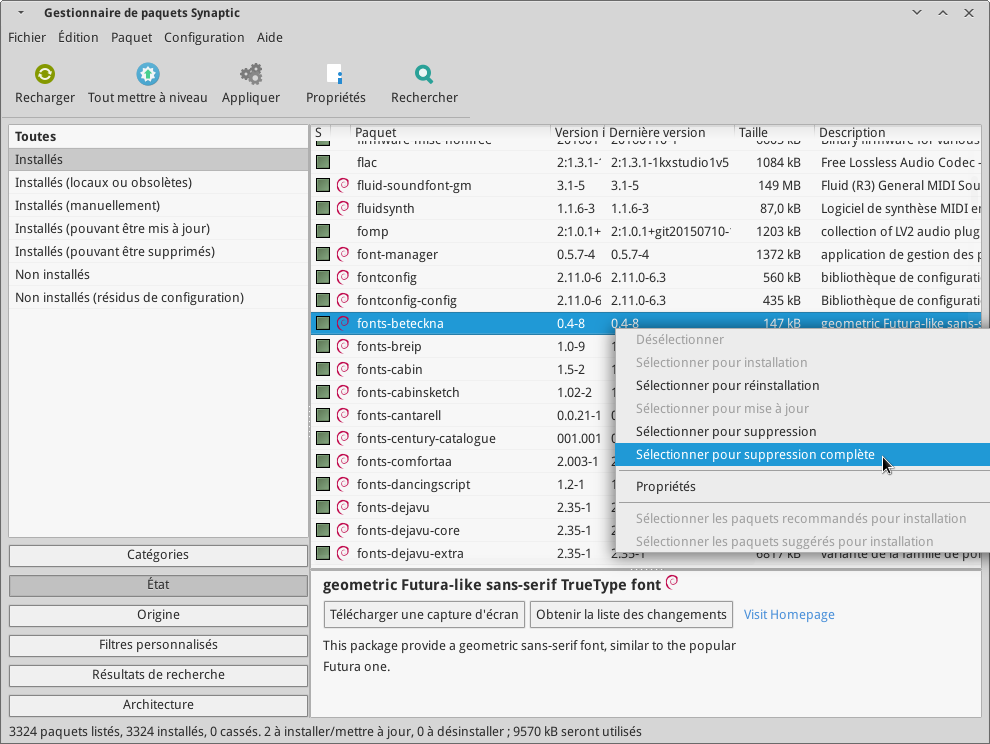 Gestionnaire de paquets Synaptic
Fichier Édition Paquet Configuration Aide
Recharger Tout mettre à niveau Appliquer Propriétés Rechercher
Toutes
Installés
Installés (locaux ou obsolètes)
Installés (manuellement)
Installés (pouvant être mis à jour)
Installés (pouvant être supprimés)
Non installés
Non installés (résidus de configuration)
Catégories
État
Origine
Filtres personnalisés
Résultats de recherche
Architecture
S Paquet Version i Dernière version Taille Description
flac 2:1.3.1- 2:1.3.1-1kxstudio1v5 1084 kB Free Lossless Audio Codec -
fluid-soundfont-gm 3.1-5 3.1-5 149 MB Fluid (R3) General MIDI Sou
fluidsynth 1.1.6-3 1.1.6-3 87,0 kB Logiciel de synthèse MIDI en
fomp 2:1.0.1+ 2:1.0.1+git20150710- 1203 kB collection of LV2 audio plug
font-manager 0.5.7-4 0.5.7-4 1372 kB application de gestion des p
fontconfig 2.11.0-6 2.11.0-6.3 560 kB bibliothèque de configurati
fontconfig-config 2.11.0-6 2.11.0-6.3 435 kB bibliothèque de configurati
fonts-beteckna 0.4-8 0.4-8 147 kB geometric Futura-like sans-s
fonts-breip 1.0-9
fonts-cabin 1.5-2
fonts-cabinsketch 1.02-2
fonts-cantarell 0.0.21-1
fonts-century-catalogue 001.001
fonts-comfortaa 2.003-1
fonts-dancingscript 1.2-1
fonts-dejavu 2.35-1
fonts-dejavu-core 2.35-1
fonts-dejavu-extra 2.35-1 2.35-1 6817 kB variante de la famille de pol
Désélectionner
Sélectionner pour installation
Sélectionner pour réinstallation
Sélectionner pour mise à jour
Sélectionner pour suppression
Sélectionner pour suppression complète
Propriétés
Sélectionner les paquets recommandés pour installation
Sélectionner les paquets suggérés pour installation
geometric Futura-like sans-serif TrueType font
Télécharger une capture d'écran Obtenir la liste des changements Visit Homepage
This package provide a geometric sans-serif font, similar to the popular
Futura one.
3324 paquets listés, 3324 installés, 0 cassés. 2 à installer/mettre à jour, 0 à désinstaller ; 9570 kB seront utilisés